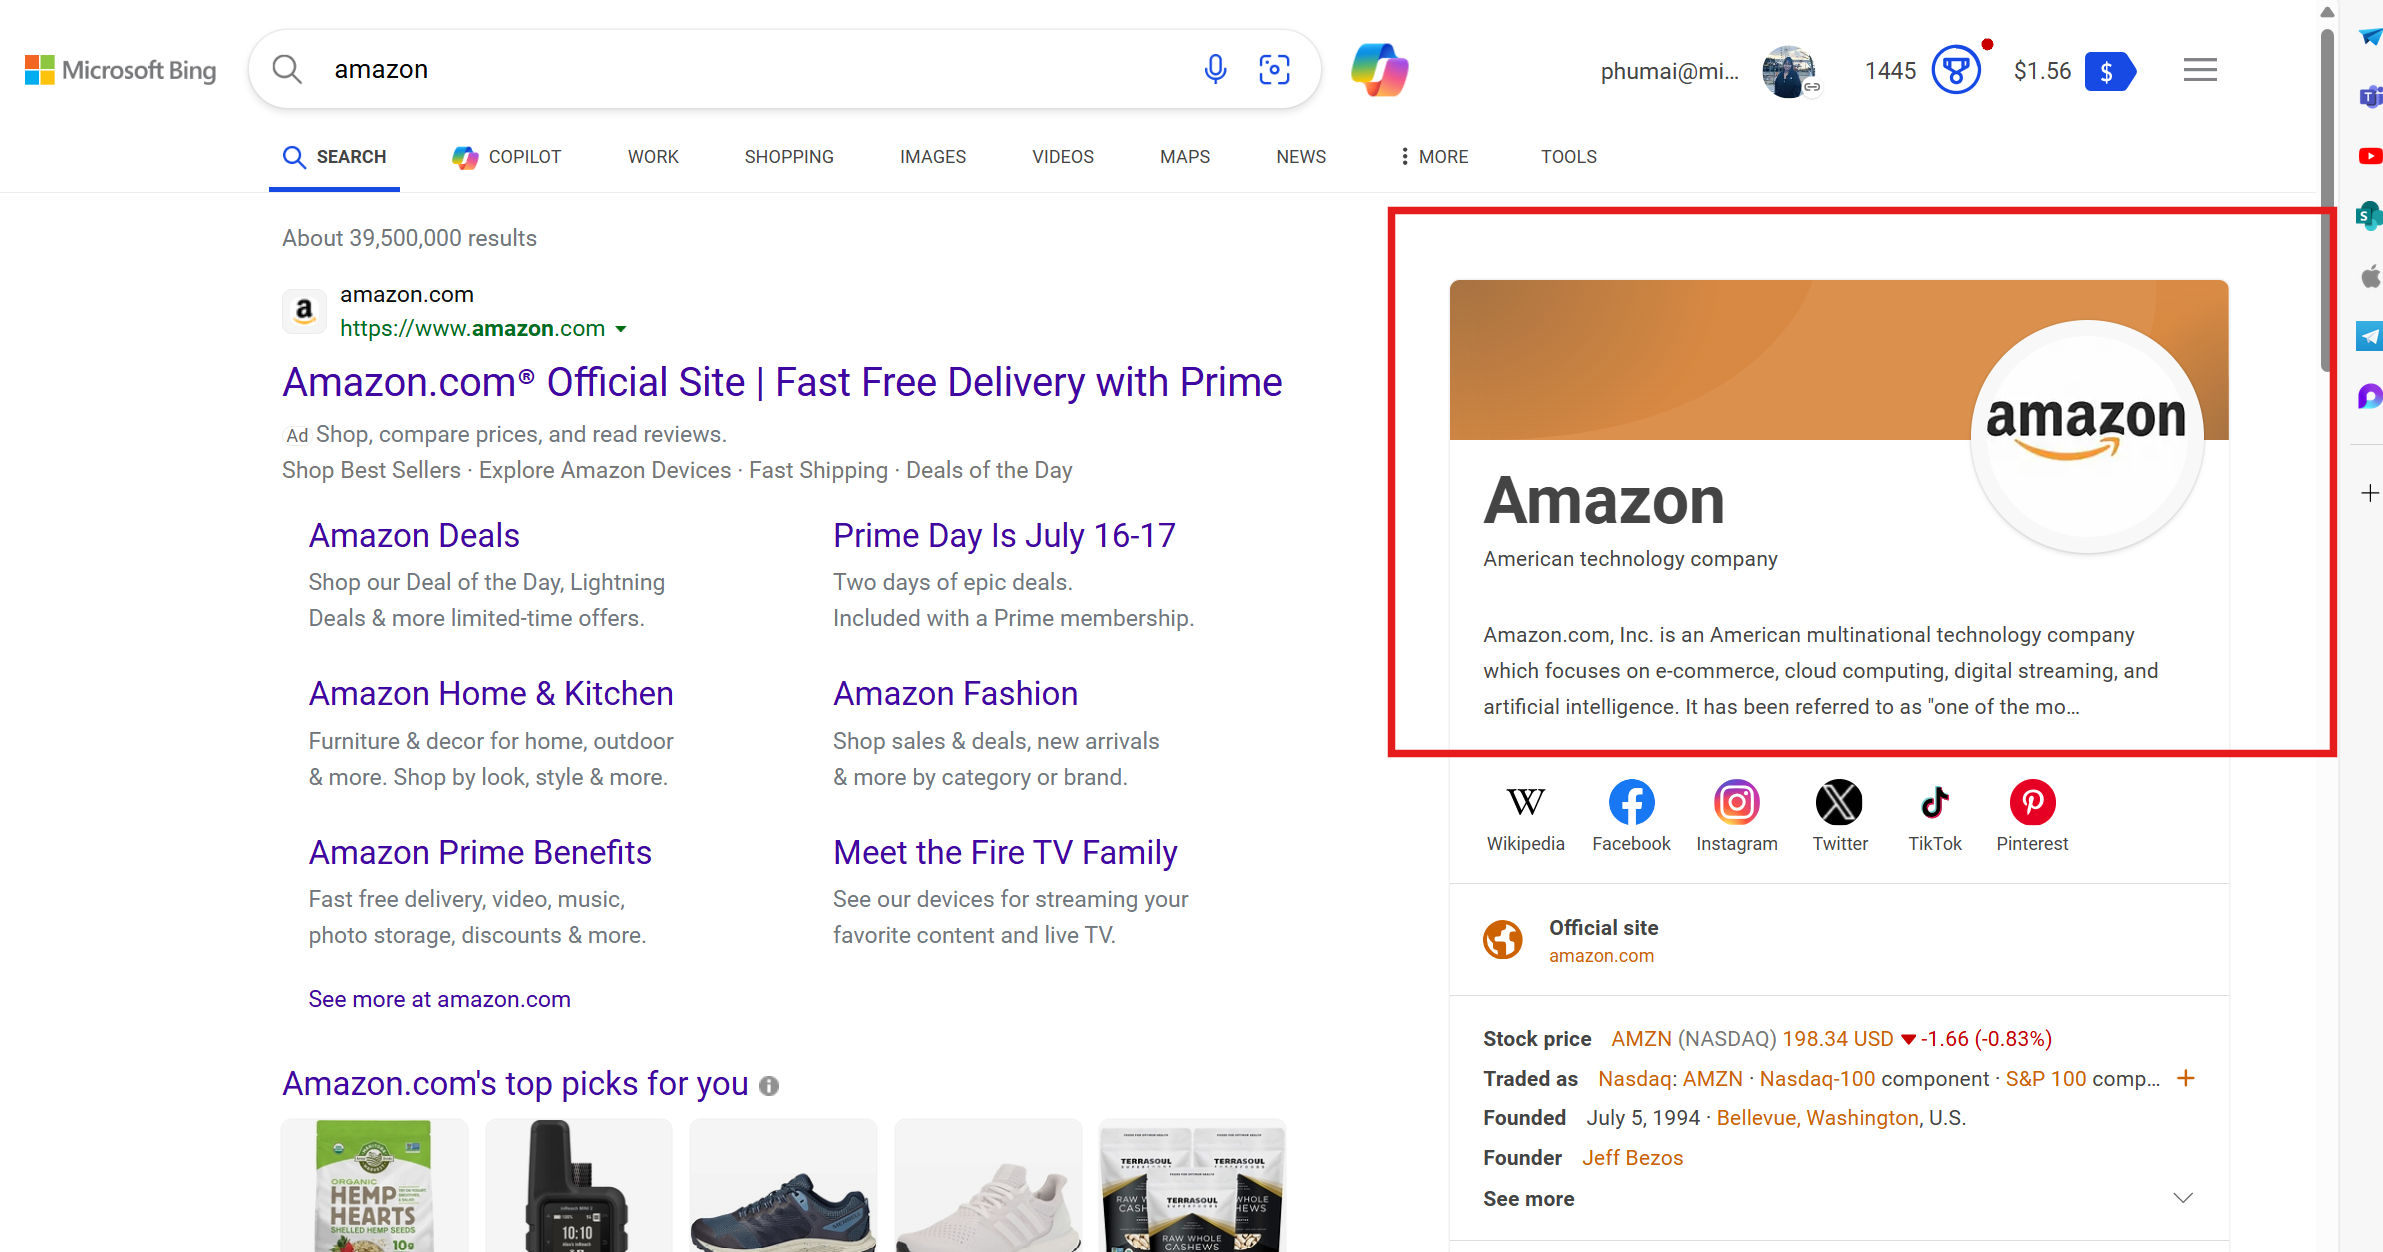 Microsoft Bing
amazon
phumai@mi...
1445
$1.56
SEARCH
COPILOT
WORK
SHOPPING
IMAGES
VIDEOS
MAPS
NEWS
MORE
TOOLS
About 39,500,000 results
amazon.com
https://www.amazon.com
Amazon.com® Official Site | Fast Free Delivery with Prime
Ad Shop, compare prices, and read reviews.
Shop Best Sellers · Explore Amazon Devices · Fast Shipping · Deals of the Day
Amazon Deals
Shop our Deal of the Day, Lightning
Deals & more limited-time offers.
Prime Day Is July 16-17
Two days of epic deals.
Included with a Prime membership.
Amazon Home & Kitchen
Furniture & decor for home, outdoor
& more. Shop by look, style & more.
Amazon Fashion
Shop sales & deals, new arrivals
& more by category or brand.
Amazon Prime Benefits
Fast free delivery, video, music,
photo storage, discounts & more.
Meet the Fire TV Family
See our devices for streaming your
favorite content and live TV.
See more at amazon.com
Amazon.com's top picks for you
ORGANIC
HEMP
HEARTS
SHELLED HEMP SEEDS
10g
10:10
TERRASOUL
TERRASOUL
TERRASOUL
RAW WHOLE
CASHEWS
amazon
Amazon
American technology company
Amazon.com, Inc. is an American multinational technology company
which focuses on e-commerce, cloud computing, digital streaming, and
artificial intelligence. It has been referred to as "one of the mo...
Wikipedia
Facebook
Instagram
Twitter
TikTok
Pinterest
Official site
amazon.com
Stock price AMZN (NASDAQ) 198.34 USD ▼ -1.66 (-0.83%)
Traded as Nasdaq: AMZN · Nasdaq-100 component · S&P 100 comp...
Founded July 5, 1994 · Bellevue, Washington, U.S.
Founder Jeff Bezos
See more